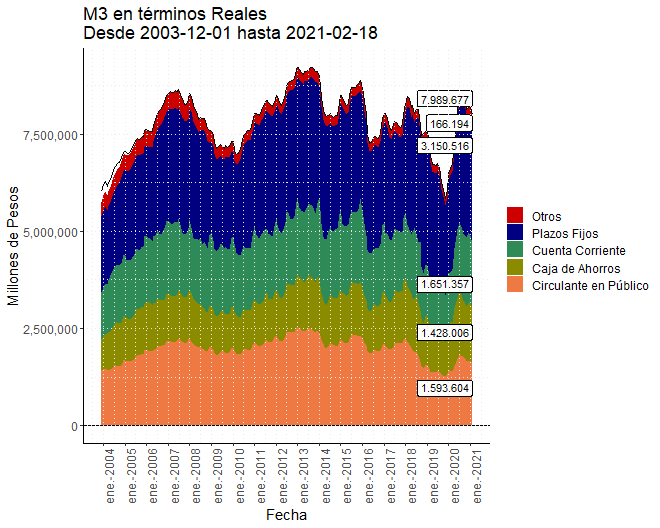 M3 en términos Reales
Desde 2003-12-01 hasta 2021-02-18
Millones de Pesos
7,500,000
5,000,000
2,500,000
0
7.989.677
166.194
3.150.516
1.651.357
1.428.006
1.593.604
Otros
Plazos Fijos
Cuenta Corriente
Caja de Ahorros
Circulante en Público
ene.-2004
ene.-2005
ene.-2006
ene.-2007
ene.-2008
ene.-2009
ene.-2010
ene.-2011
ene.-2012
ene.-2013
ene.-2014
ene.-2015
ene.-2016
ene.-2017
ene.-2018
ene.-2019
ene.-2020
ene.-2021
Fecha